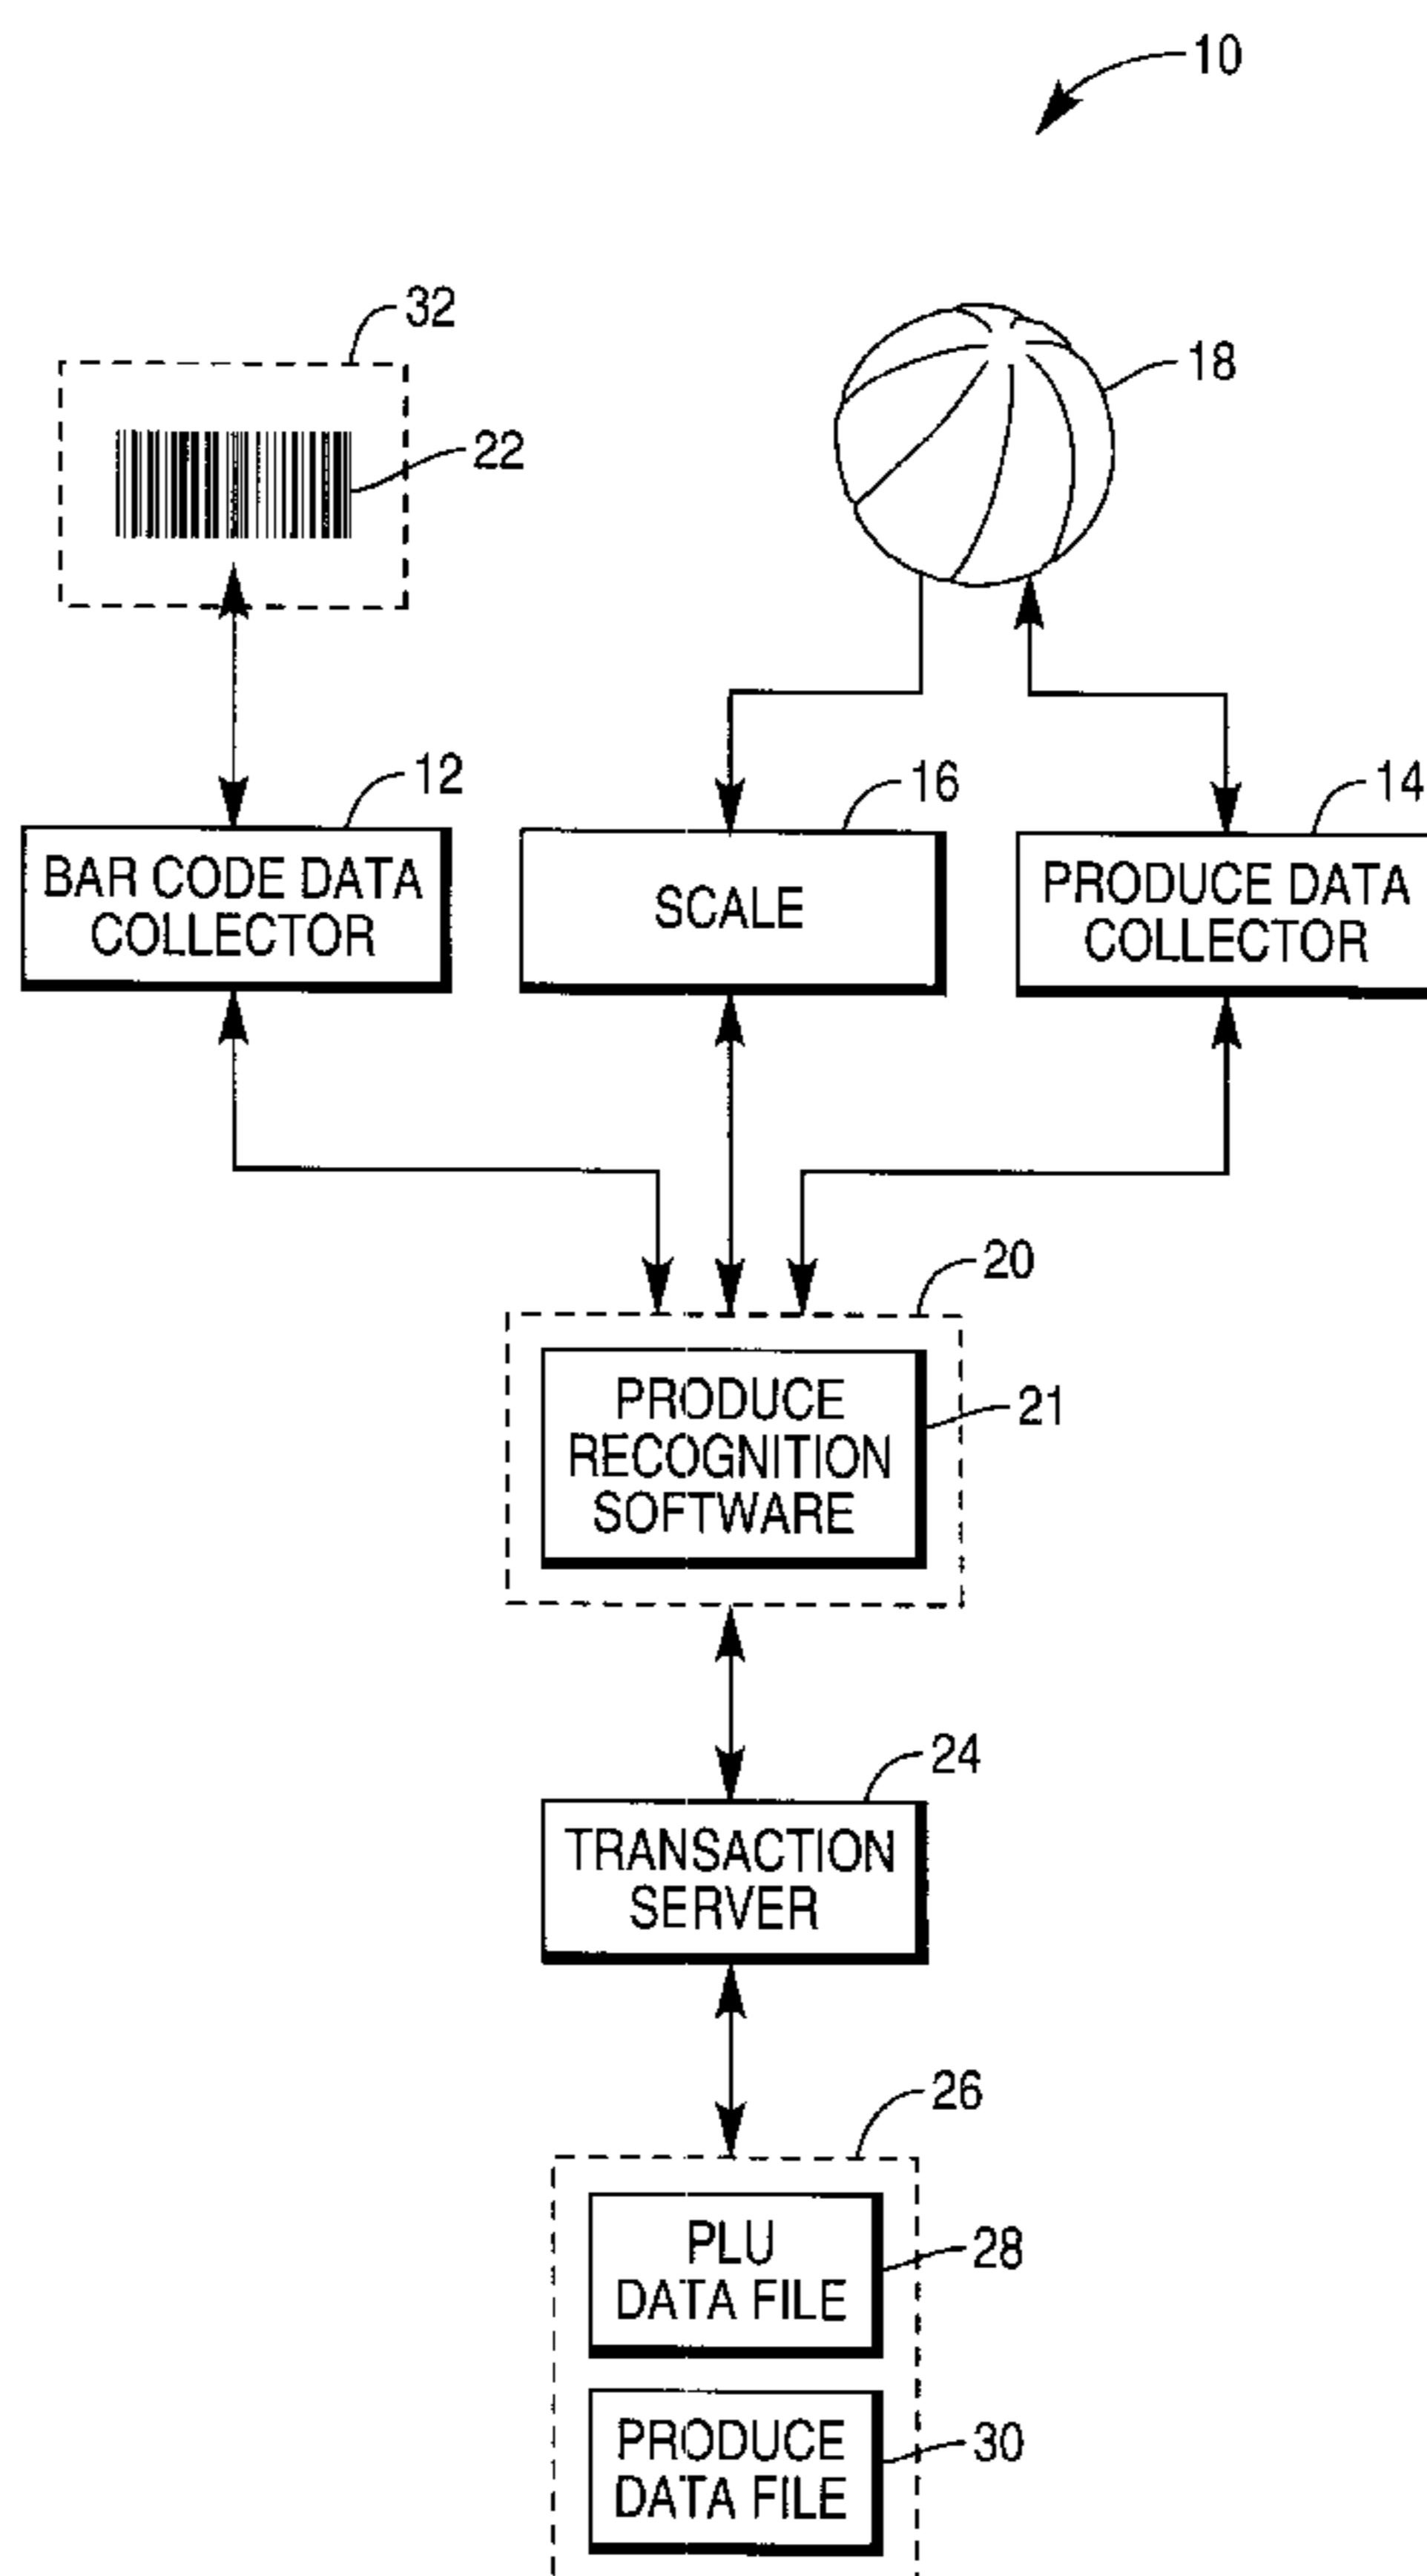 10
32
18
22
12
16
14
BAR CODE DATA
COLLECTOR
SCALE
PRODUCE DATA
COLLECTOR
20
PRODUCE
RECOGNITION
SOFTWARE
21
24
TRANSACTION
SERVER
26
PLU
DATA FILE
28
PRODUCE
DATA FILE
30